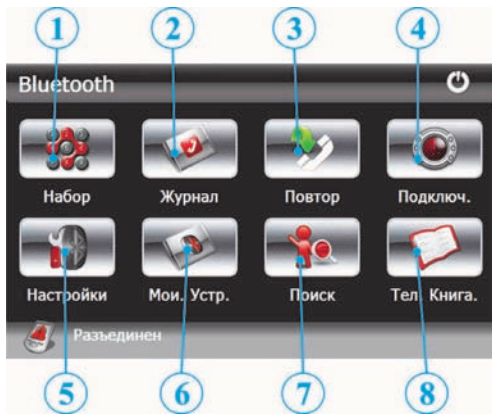 1 2 3 4
Bluetooth
Набор Журнал Повтор Подключ.
Настройки Мои. Устр. Поиск Тел. Книга.
Разъединен
5 6 7 8